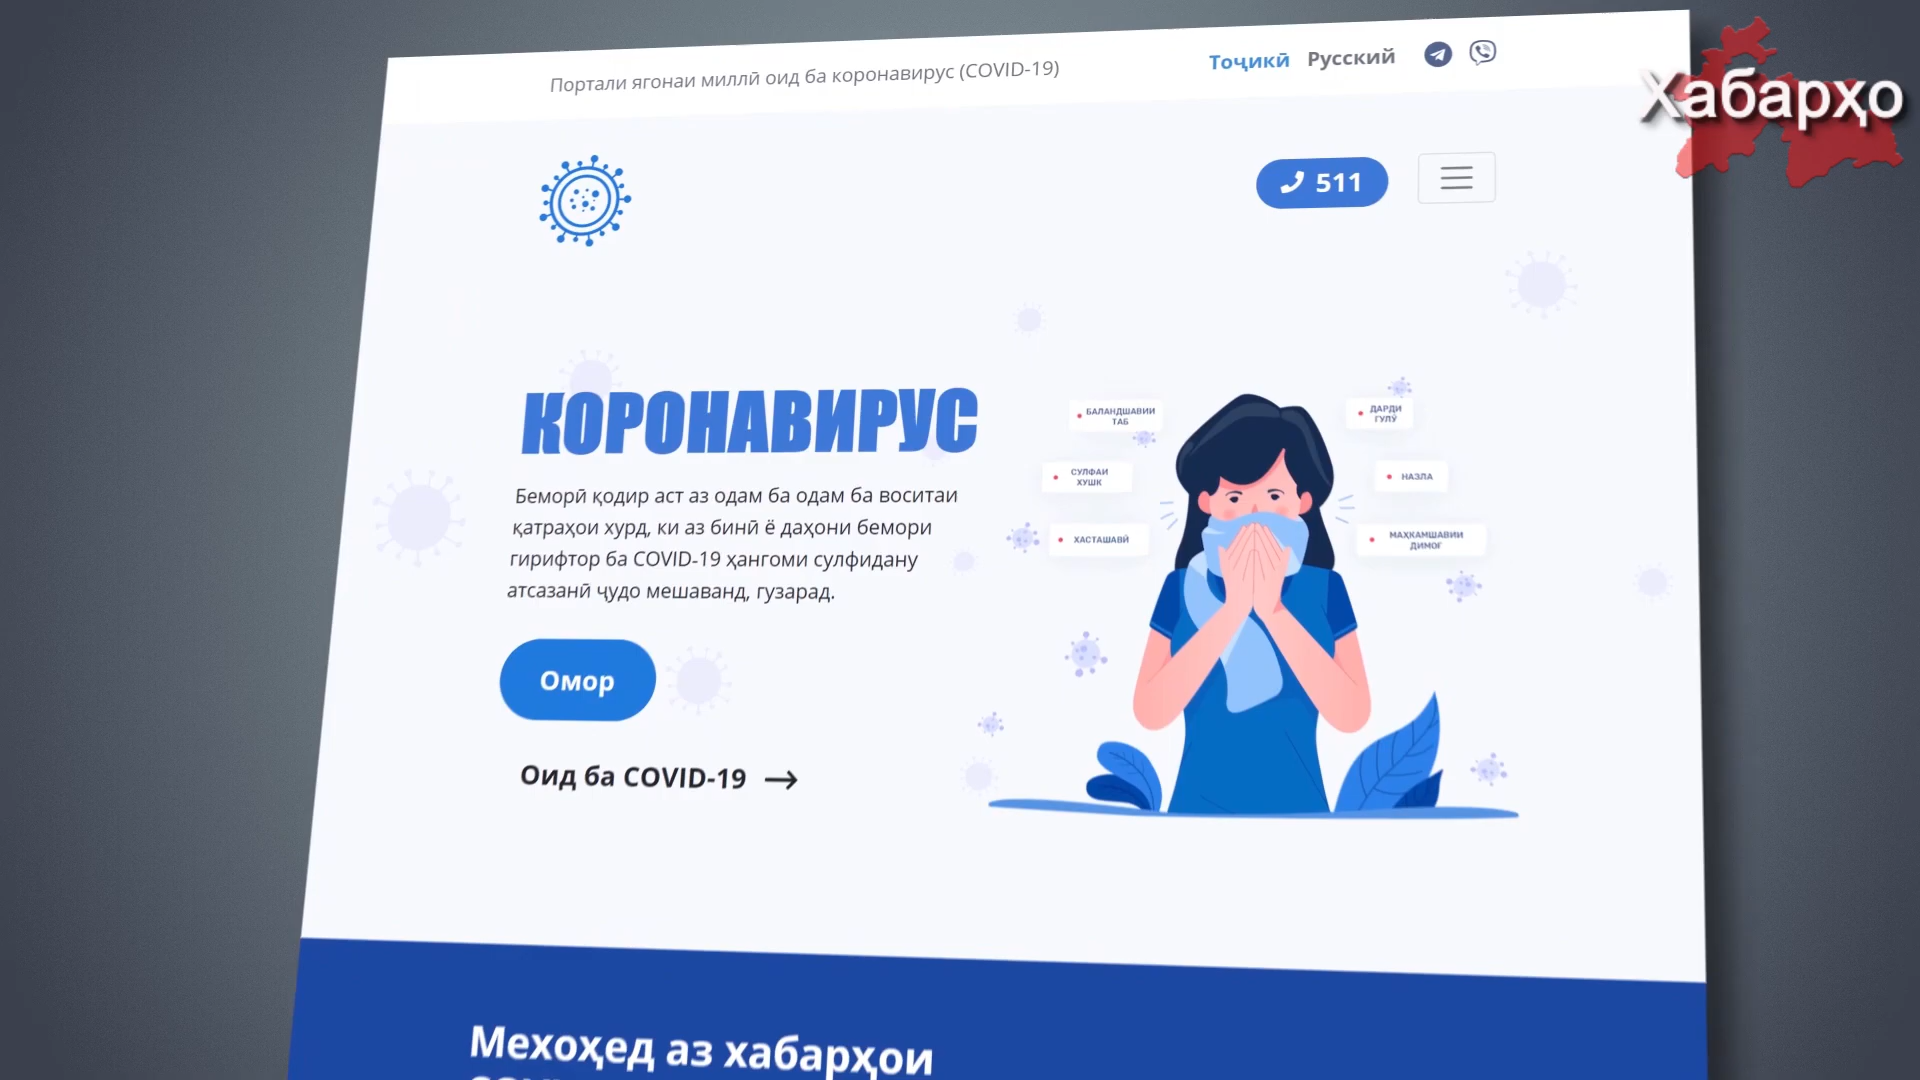 Портали ягонаи миллӣ оид ба коронавирус (COVID-19)
Тоҷикӣ Русский
Хабарҳо
511
КОРОНАВИРУС
Беморӣ қодир аст аз одам ба одам ба воситаи
қатраҳои хурд, ки аз бинӣ ё даҳони бемори
гирифтор ба COVID-19 ҳангоми сулфидану
атсазанӣ ҷудо мешаванд, гузарад.
БАЛАНДШАВИИ
ТАБ
ДАРДИ
ГУЛӮ
СУЛФАИ
ХУШК
НАЗЛА
ХАСТАШАВӢ
МАҲКАМШАВИИ
ДИМОҒ
Омор
Оид ба COVID-19
Мехоҳед аз хабарҳои